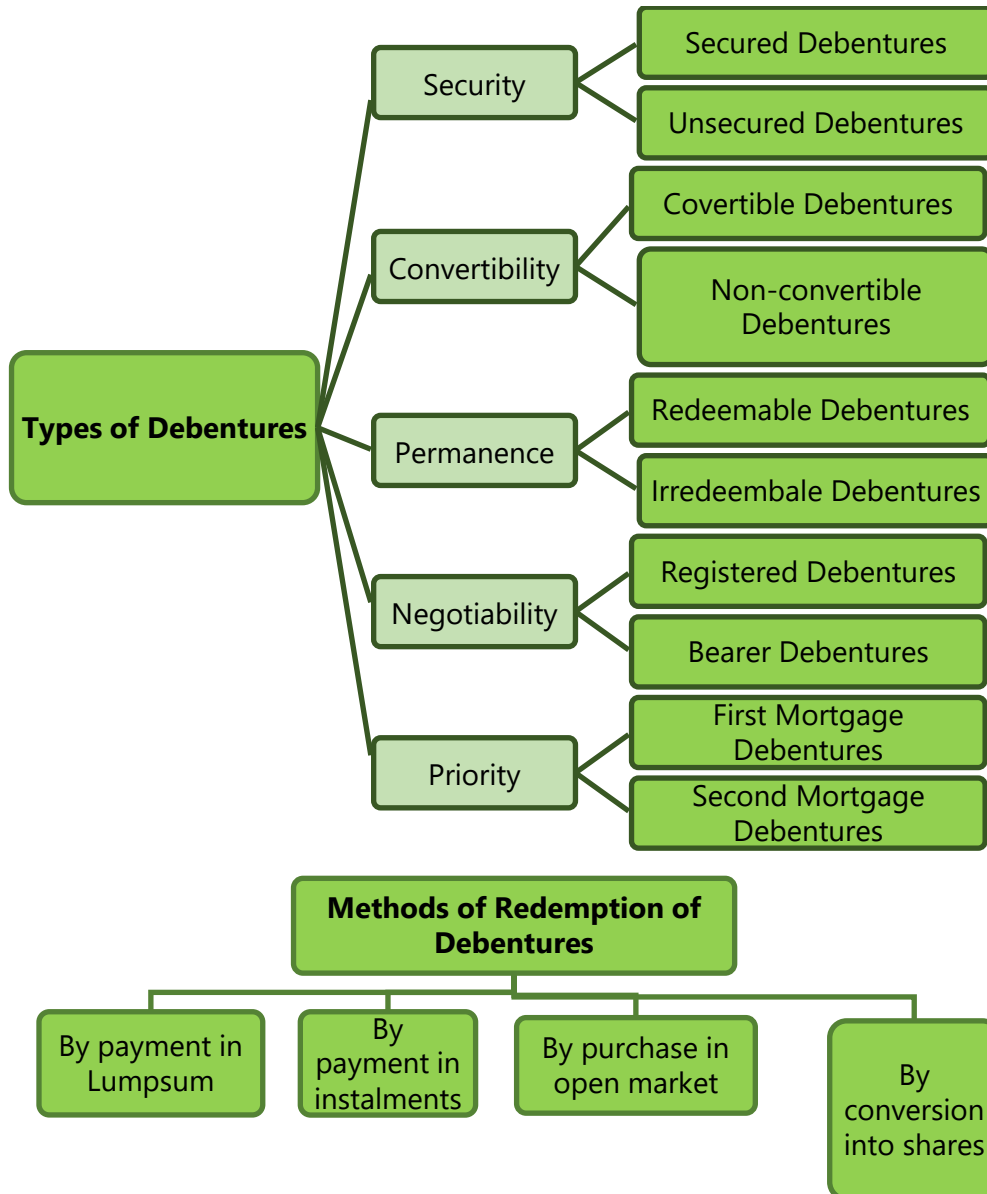 Security
Secured Debentures
Unsecured Debentures
Convertibility
Covertible Debentures
Non-convertible
Debentures
Types of Debentures
Permanence
Redeemable Debentures
Irredeembale Debentures
Negotiability
Registered Debentures
Bearer Debentures
Priority
First Mortgage
Debentures
Second Mortgage
Debentures
Methods of Redemption of
Debentures
By payment in
Lumpsum
By
payment in
instalments
By purchase in
open market
By
conversion
into shares